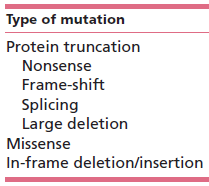 Type of mutation
Protein truncation
Nonsense
Frame-shift
Splicing
Large deletion
Missense
In-frame deletion/insertion